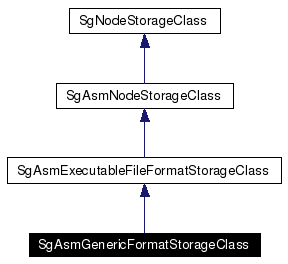 SgNodeStorageClass
SgAsmNodeStorageClass
SgAsmExecutableFileFormatStorageClass
SgAsmGenericFormatStorageClass